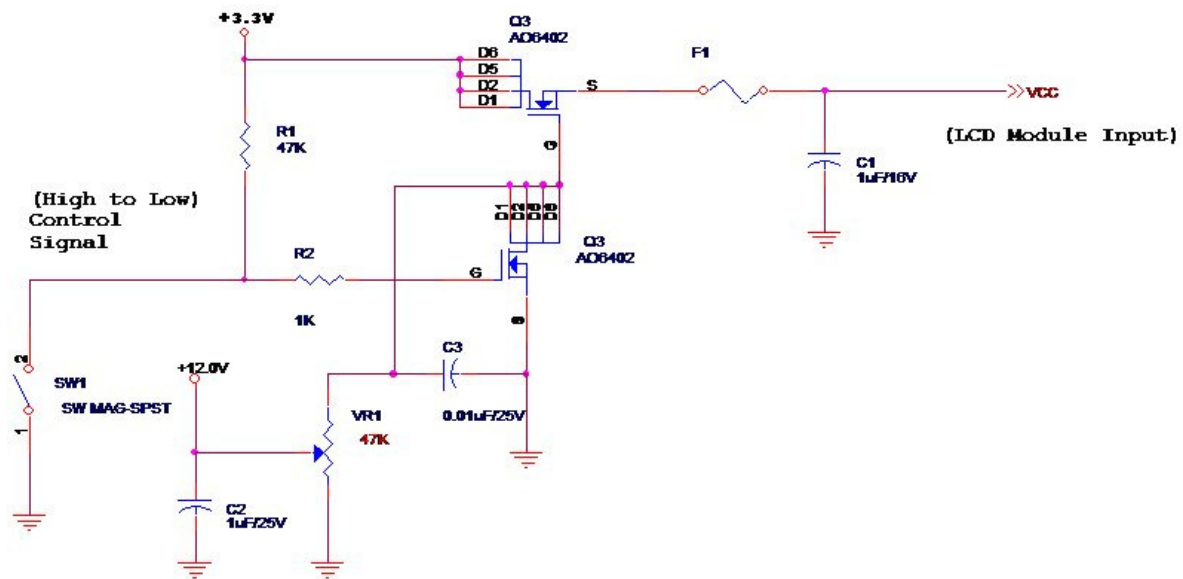 +3.3V
Q3
AO6402
F1
D6
D5
D2
D1
S
VCC
(LCD Module Input)
R1
47K
G
C1
1uF/16V
(High to Low)
Control
Signal
D1
D2
Q3
AO6402
R2
G
1K
2
SW1
SW MAG-SPST
1
+12.0V
C3
0.01uF/25V
VR1
47K
C2
1uF/25V